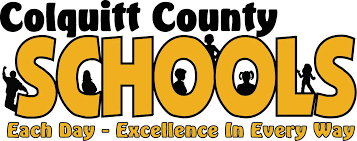 Colquitt County
SCHOOLS
Each Day - Excellence In Every Way